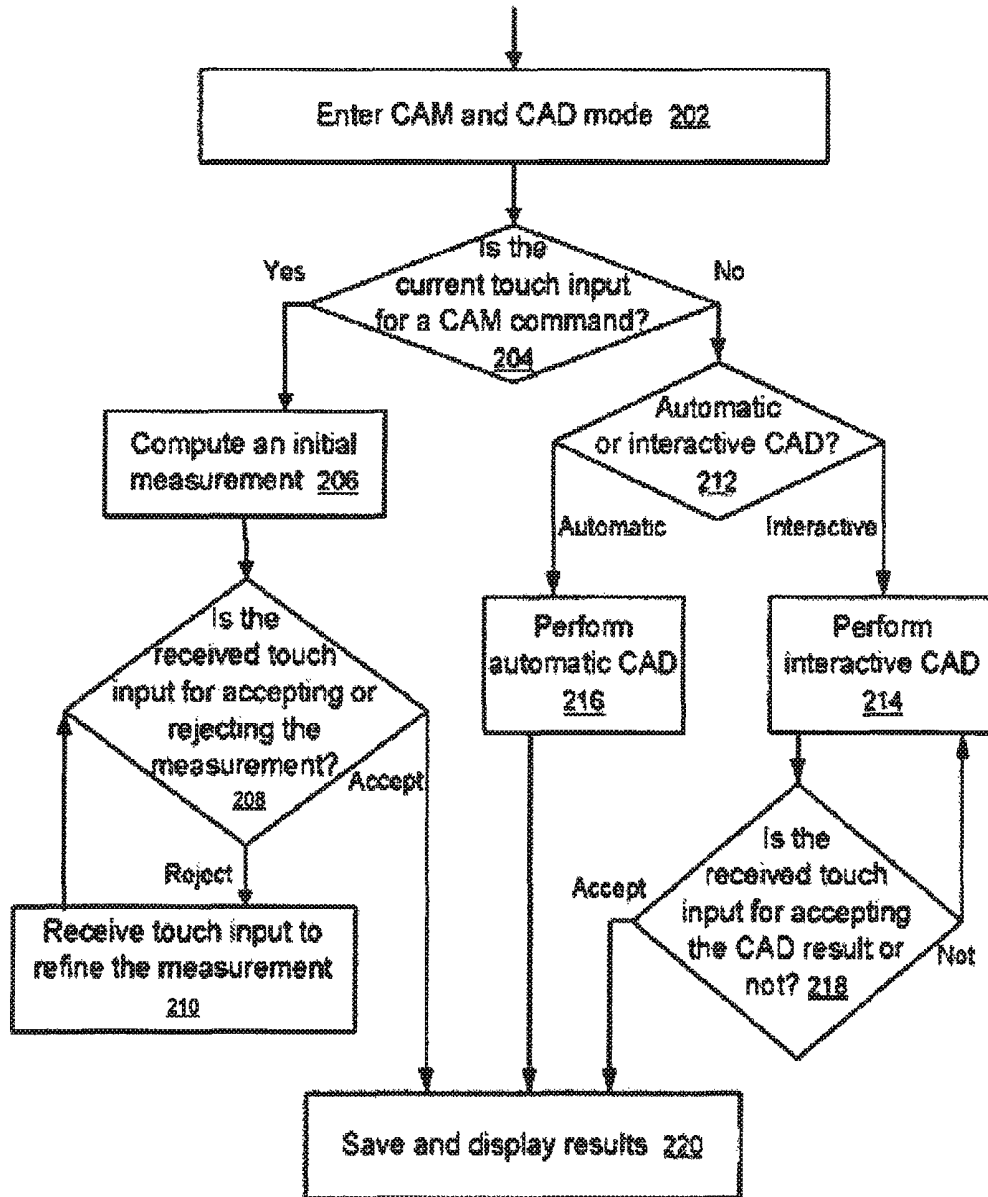 Enter CAM and CAD mode 202
Is the
current touch input
for a CAM command?
204
Yes
No
Compute an initial
measurement 206
Automatic
or interactive CAD?
212
Automatic
Interactive
Is the
received touch
input for accepting or
rejecting the
measurement?
208
Accept
Reject
Receive touch input to
refine the measurement
210
Perform
automatic CAD
216
Perform
interactive CAD
214
Is the
received touch
input for accepting
the CAD result or
not? 218
Accept
Not
Save and display results 220